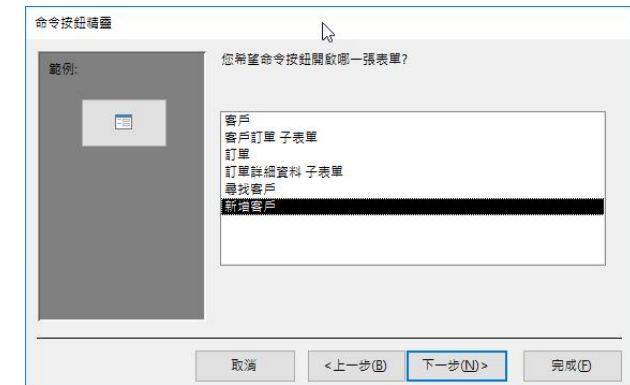 命令按鈕精靈
範例:
您希望命令按鈕開啟哪一張表單?
客戶
客戶訂單 子表單
訂單
訂單詳細資料 子表單
尋找客戶
新增客戶
取消
<上一步(B)
下一步(N)>
完成(F)